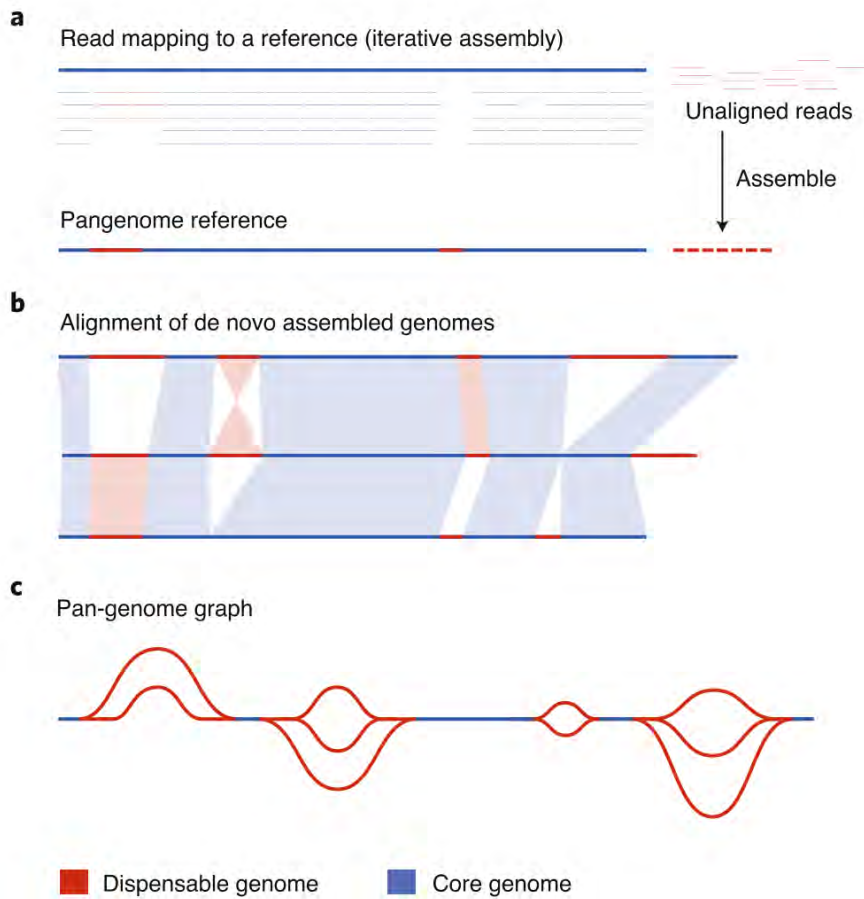 a
Read mapping to a reference (iterative assembly)
Unaligned reads
Assemble
Pangenome reference
b
Alignment of de novo assembled genomes
c
Pan-genome graph
Dispensable genome
Core genome